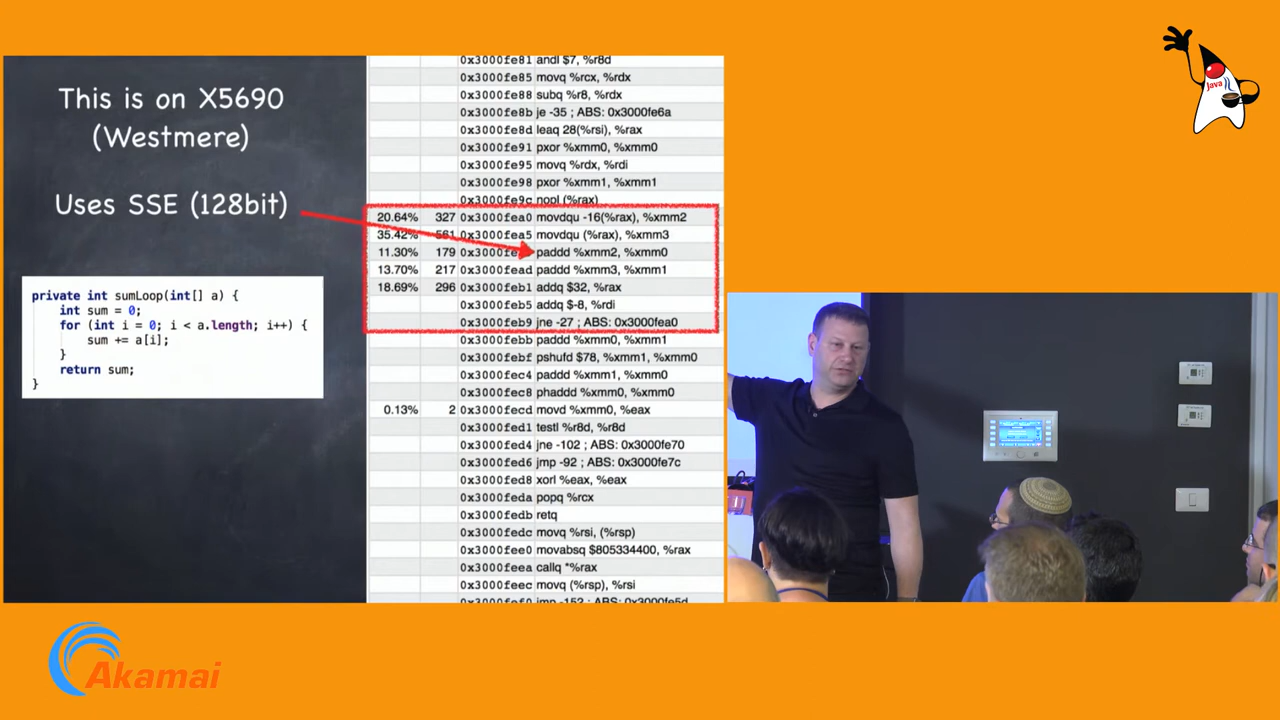 This is on X5690
(Westmere)
Uses SSE (128bit)
private int sumLoop(int[] a) {
int sum = 0;
for (int i = 0; i < a.length; i++) {
sum += a[i];
}
return sum;
}
0x3000fe81 andl $7, %r8d
0x3000fe85 movq %rcx, %rdx
0x3000fe88 subq %r8, %rdx
0x3000fe8b je -35 ; ABS: 0x3000fe6a
0x3000fe8d leaq 28(%rsi), %rax
0x3000fe91 pxor %xmm0, %xmm0
0x3000fe95 movq %rdx, %rdi
0x3000fe98 pxor %xmm1, %xmm1
0x3000fe9c nopl (%rax)
20.64% 327 0x3000fea0 movdqu -16(%rax), %xmm2
35.42% 561 0x3000fea5 movdqu (%rax), %xmm3
11.30% 179 paddd %xmm2, %xmm0
13.70% 217 0x3000fead paddd %xmm3, %xmm1
18.69% 296 0x3000feb1 addq $32, %rax
0x3000feb5 addq $-8, %rdi
0x3000feb9 jne -27 ; ABS: 0x3000fea0
0x3000febb paddd %xmm0, %xmm1
0x3000febf pshufd $78, %xmm1, %xmm0
0x3000fec4 paddd %xmm1, %xmm0
0x3000fec8 phaddd %xmm0, %xmm0
0.13% 2 0x3000fecd movd %xmm0, %eax
0x3000fed1 testl %r8d, %r8d
0x3000fed4 jne -102 ; ABS: 0x3000fe70
0x3000fed6 jmp -92 ; ABS: 0x3000fe7c
0x3000fed8 xorl %eax, %eax
0x3000feda popq %rcx
0x3000fedb retq
0x3000fedc movq %rsi, (%rsp)
0x3000fee0 movabsq $805334400, %rax
0x3000feea callq *%rax
0x3000feec movq (%rsp), %rsi
0x3000fef0 jmp -152 ; ABS: 0x3000fe5d
Java
Akamai